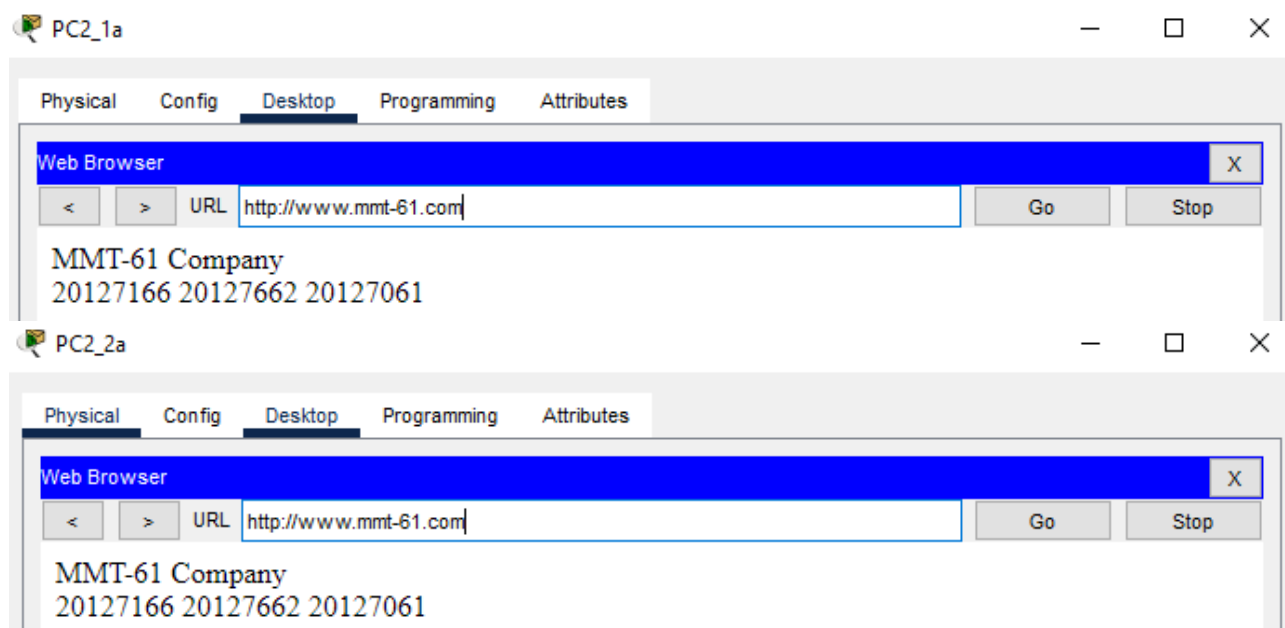 PC2_1a
Physical Config Desktop Programming Attributes
Web Browser X
< > URL http://www.mmt-61.com Go Stop
MMT-61 Company
20127166 20127662 20127061
PC2_2a
Physical Config Desktop Programming Attributes
Web Browser X
< > URL http://www.mmt-61.com Go Stop
MMT-61 Company
20127166 20127662 20127061